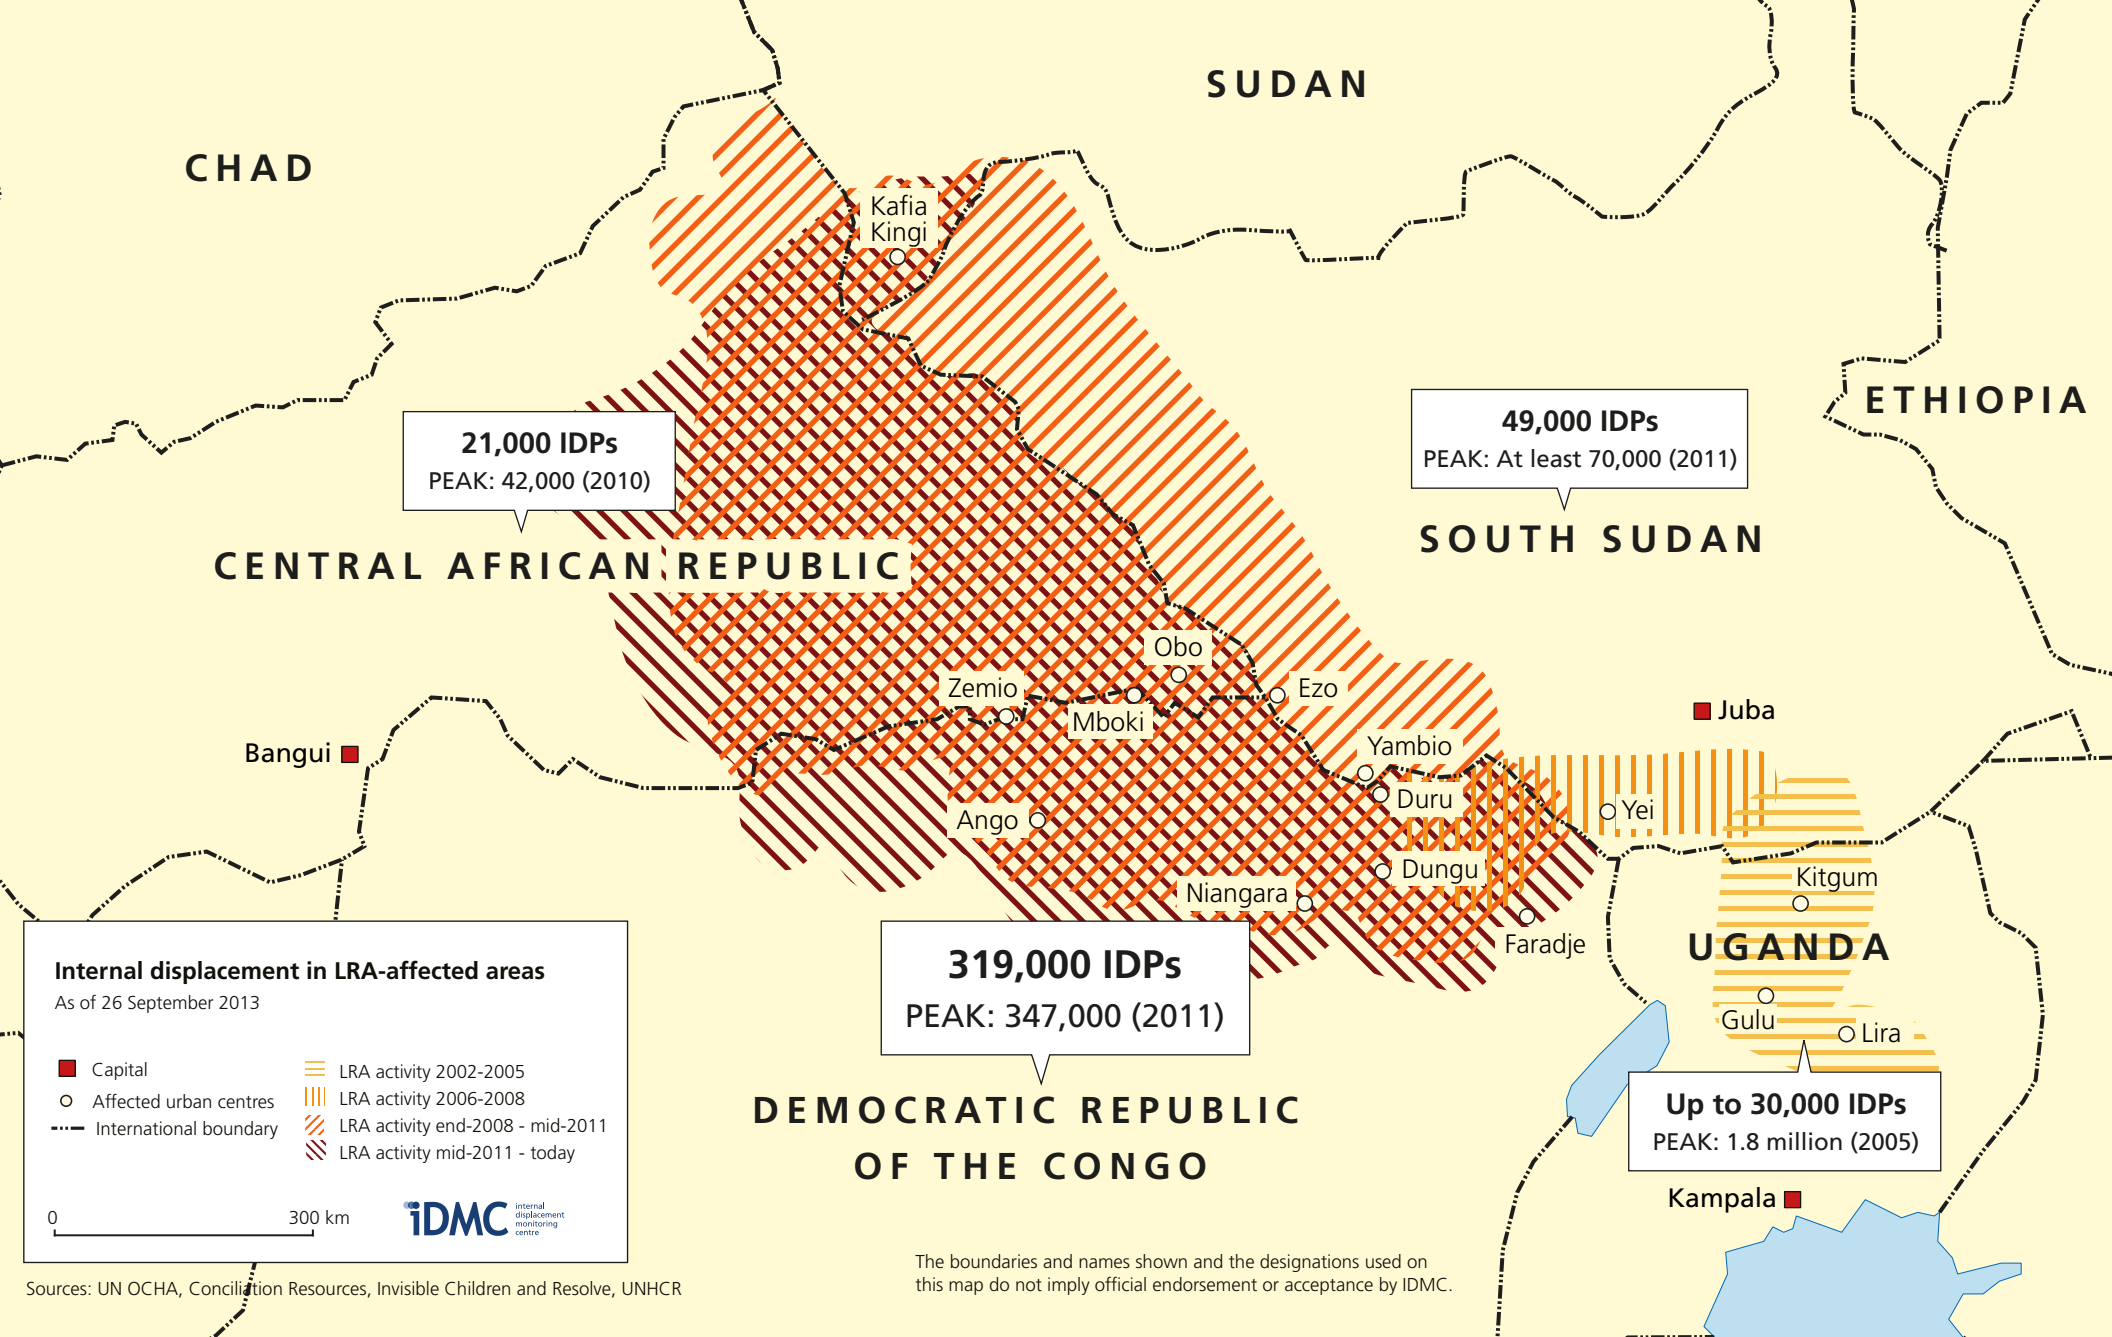 SUDAN
CHAD
Kafia
Kingi
ETHIOPIA
49,000 IDPs
PEAK: At least 70,000 (2011)
SOUTH SUDAN
21,000 IDPs
PEAK: 42,000 (2010)
CENTRAL AFRICAN REPUBLIC
Obo
Zemio
Ezo
Mboki
Juba
Yambio
Bangui
Duru
Yei
Ango
Dungu
Kitgum
Niangara
Faradje
UGANDA
319,000 IDPs
PEAK: 347,000 (2011)
Gulu
Lira
DEMOCRATIC REPUBLIC
OF THE CONGO
Up to 30,000 IDPs
PEAK: 1.8 million (2005)
Kampala
Internal displacement in LRA-affected areas
As of 26 September 2013
Capital
Affected urban centres
International boundary
LRA activity 2002-2005
LRA activity 2006-2008
LRA activity end-2008 - mid-2011
LRA activity mid-2011 - today
0 300 km
iDMC
internal
displacement
monitoring
centre
Sources: UN OCHA, Conciliation Resources, Invisible Children and Resolve, UNHCR
The boundaries and names shown and the designations used on
this map do not imply official endorsement or acceptance by IDMC.